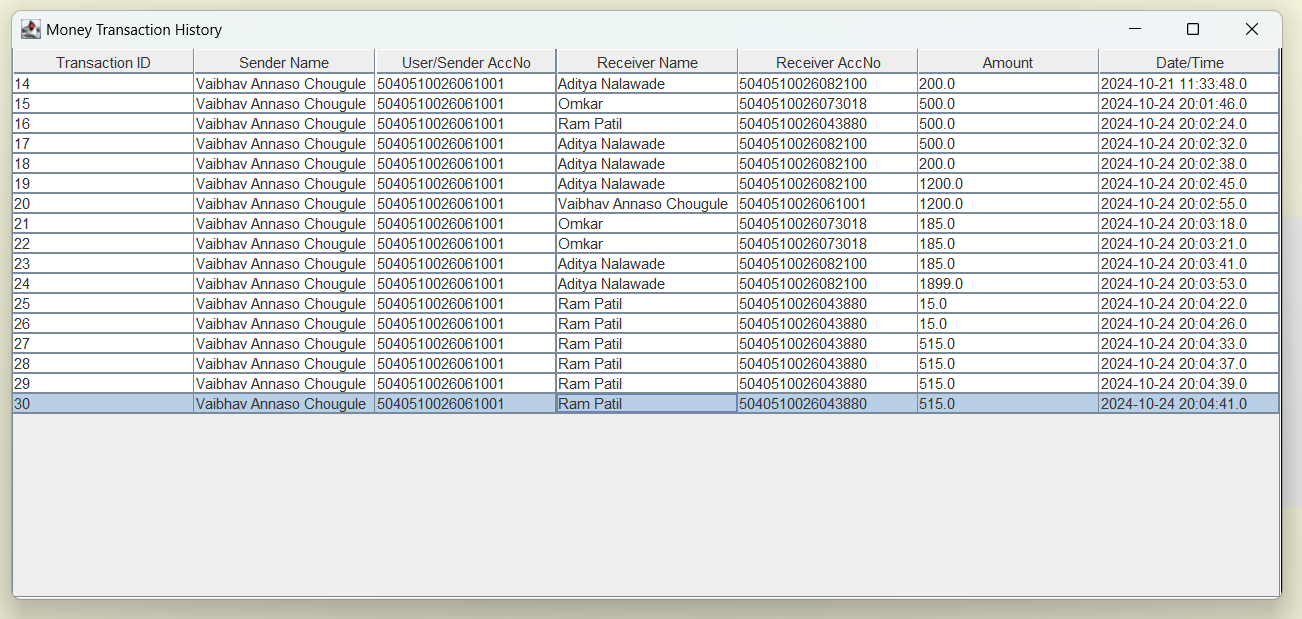 Money Transaction History
Transaction ID Sender Name User/Sender AccNo Receiver Name Receiver AccNo Amount Date/Time
14 Vaibhav Annaso Chougule 5040510026061001 Aditya Nalawade 5040510026082100 200.0 2024-10-21 11:33:48.0
15 Vaibhav Annaso Chougule 5040510026061001 Omkar 5040510026073018 500.0 2024-10-24 20:01:46.0
16 Vaibhav Annaso Chougule 5040510026061001 Ram Patil 5040510026043880 500.0 2024-10-24 20:02:24.0
17 Vaibhav Annaso Chougule 5040510026061001 Aditya Nalawade 5040510026082100 500.0 2024-10-24 20:02:32.0
18 Vaibhav Annaso Chougule 5040510026061001 Aditya Nalawade 5040510026082100 200.0 2024-10-24 20:02:38.0
19 Vaibhav Annaso Chougule 5040510026061001 Aditya Nalawade 5040510026082100 1200.0 2024-10-24 20:02:45.0
20 Vaibhav Annaso Chougule 5040510026061001 Vaibhav Annaso Chougule 5040510026061001 1200.0 2024-10-24 20:02:55.0
21 Vaibhav Annaso Chougule 5040510026061001 Omkar 5040510026073018 185.0 2024-10-24 20:03:18.0
22 Vaibhav Annaso Chougule 5040510026061001 Omkar 5040510026073018 185.0 2024-10-24 20:03:21.0
23 Vaibhav Annaso Chougule 5040510026061001 Aditya Nalawade 5040510026082100 185.0 2024-10-24 20:03:41.0
24 Vaibhav Annaso Chougule 5040510026061001 Aditya Nalawade 5040510026082100 1899.0 2024-10-24 20:03:53.0
25 Vaibhav Annaso Chougule 5040510026061001 Ram Patil 5040510026043880 15.0 2024-10-24 20:04:22.0
26 Vaibhav Annaso Chougule 5040510026061001 Ram Patil 5040510026043880 15.0 2024-10-24 20:04:26.0
27 Vaibhav Annaso Chougule 5040510026061001 Ram Patil 5040510026043880 515.0 2024-10-24 20:04:33.0
28 Vaibhav Annaso Chougule 5040510026061001 Ram Patil 5040510026043880 515.0 2024-10-24 20:04:37.0
29 Vaibhav Annaso Chougule 5040510026061001 Ram Patil 5040510026043880 515.0 2024-10-24 20:04:39.0
30 Vaibhav Annaso Chougule 5040510026061001 Ram Patil 5040510026043880 515.0 2024-10-24 20:04:41.0